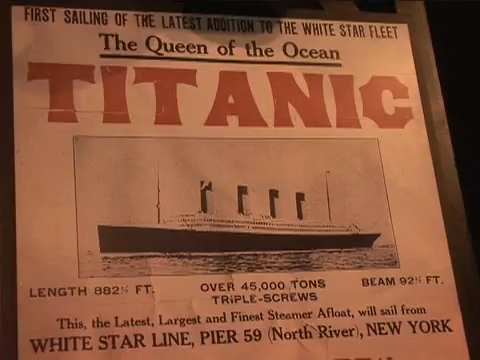 FIRST SAILING OF THE LATEST ADDITION TO THE WHITE STAR FLEET
The Queen of the Ocean
TITANIC
LENGTH 882½ FT. OVER 45,000 TONS BEAM 92½ FT.
TRIPLE-SCREWS
This, the Latest, Largest and Finest Steamer Afloat, will sail from
WHITE STAR LINE, PIER 59 (North River), NEW YORK